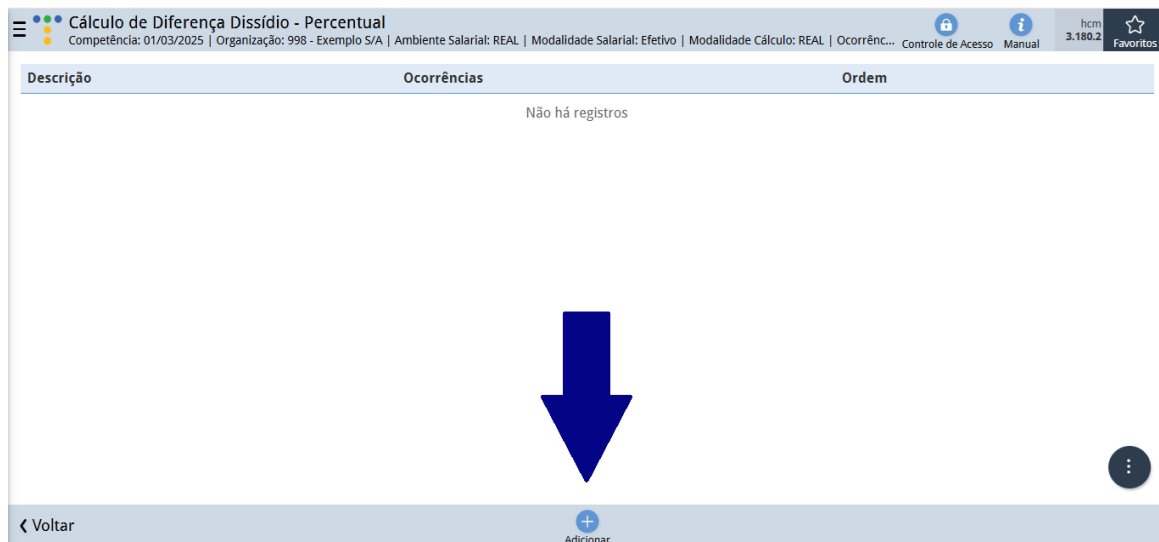 Cálculo de Diferença Dissídio - Percentual
Competência: 01/03/2025 | Organização: 998 - Exemplo S/A | Ambiente Salarial: REAL | Modalidade Salarial: Efetivo | Modalidade Cálculo: REAL | Ocorrênc...
Controle de Acesso
Manual
hcm
3.180.2
Favoritos
Descrição Ocorrências Ordem
Não há registros
Voltar
Adicionar